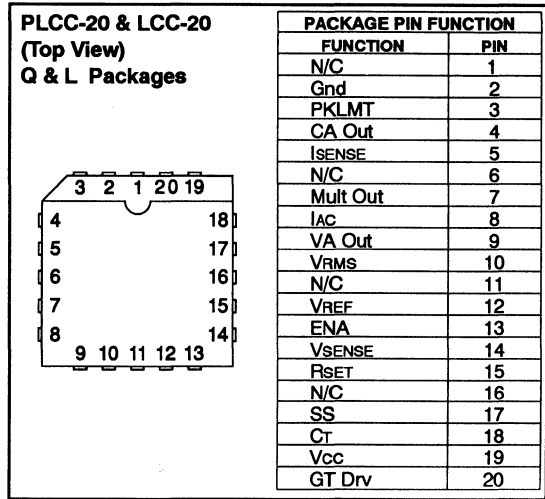 PLCC-20 & LCC-20
(Top View)
Q & L Packages
3 2 1 20 19
4 18
5 17
6 16
7 15
8 14
9 10 11 12 13
PACKAGE PIN FUNCTION
FUNCTION PIN
N/C 1
Gnd 2
PKLMT 3
CA Out 4
ISENSE 5
N/C 6
Mult Out 7
IAC 8
VA Out 9
VRMS 10
N/C 11
VREF 12
ENA 13
VSENSE 14
RSET 15
N/C 16
SS 17
CT 18
VCC 19
GT Drv 20